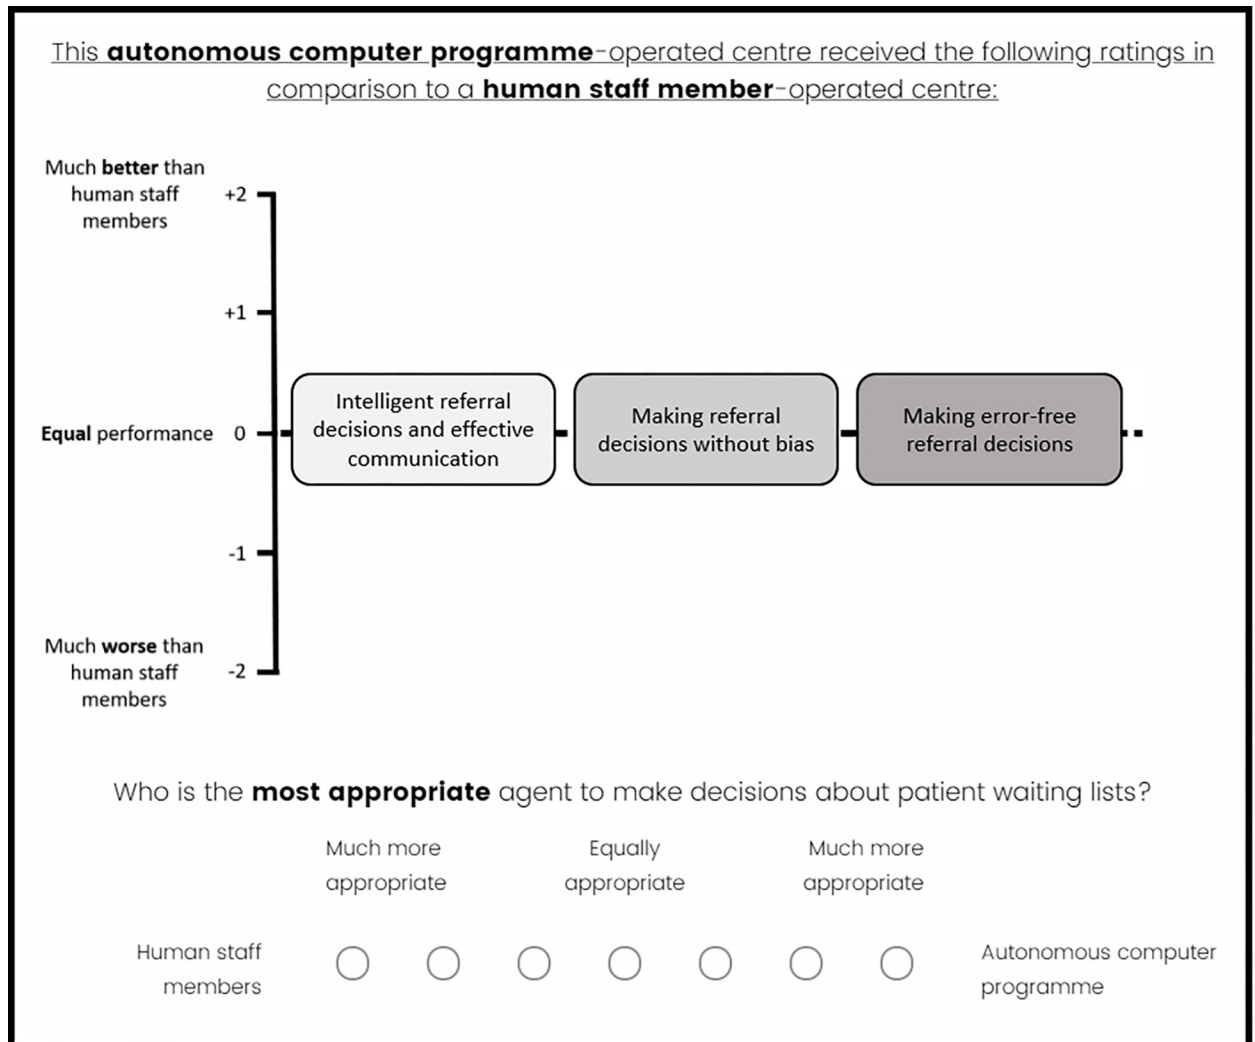 This autonomous computer programme-operated centre received the following ratings in
comparison to a human staff member-operated centre:
Much better than
human staff
members
+2
+1
Equal performance 0
-1
Much worse than
human staff
members
-2
Intelligent referral
decisions and effective
communication
Making referral
decisions without bias
Making error-free
referral decisions
Who is the most appropriate agent to make decisions about patient waiting lists?
Much more
appropriate
Equally
appropriate
Much more
appropriate
Human staff
members
Autonomous computer
programme